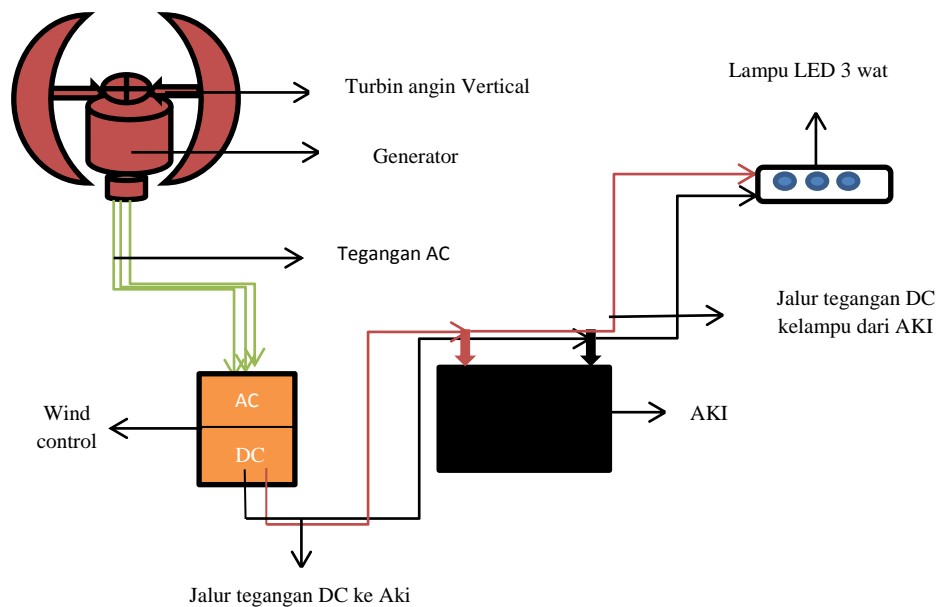 Lampu LED 3 wat
Turbin angin Vertical
Generator
Tegangan AC
Jalur tegangan DC
kelampu dari AKI
AC
Wind
control
DC
AKI
Jalur tegangan DC ke Aki